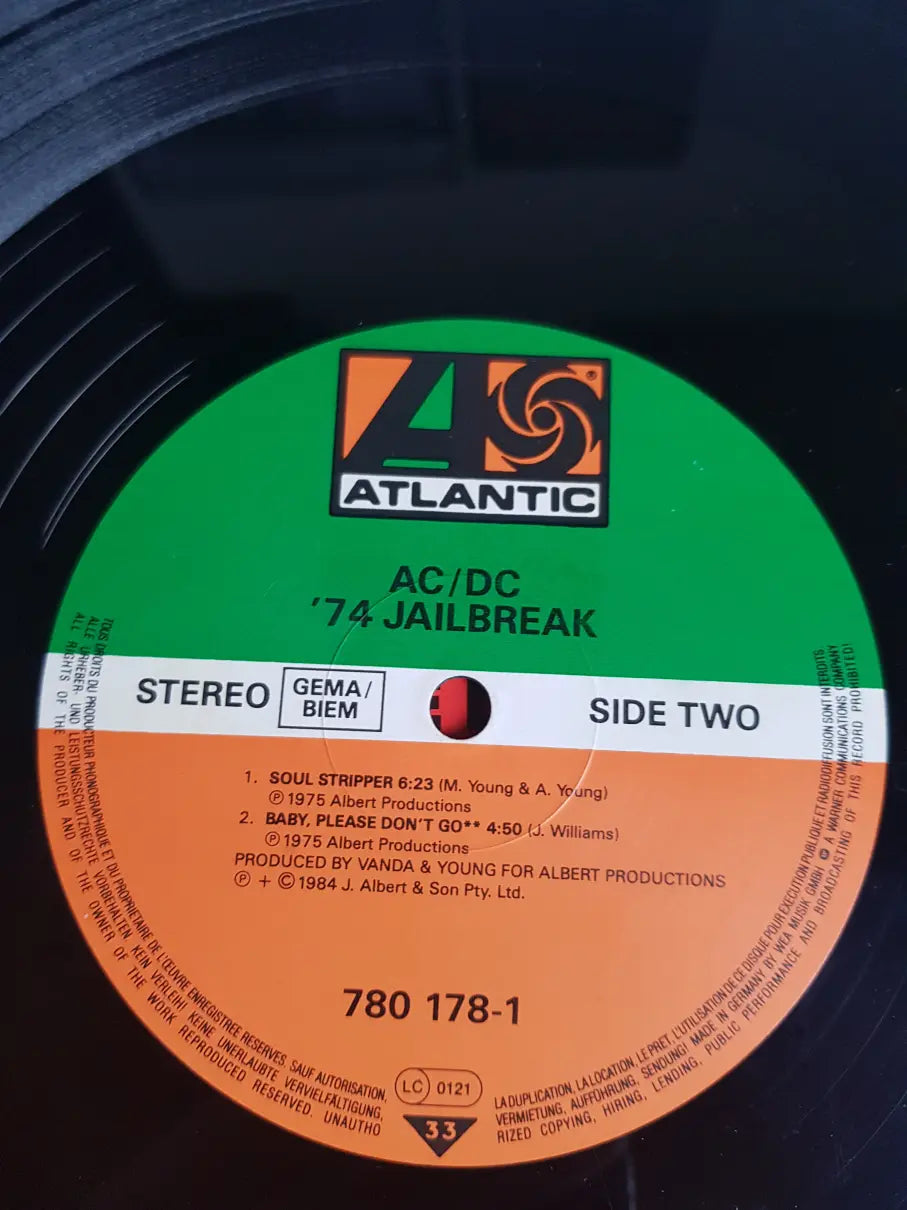 ATLANTIC
®
AC/DC
'74 JAILBREAK
STEREO
GEMA/
BIEM
SIDE TWO
1. SOUL STRIPPER 6:23 (M. Young & A. Young)
℗ 1975 Albert Productions
2. BABY, PLEASE DON'T GO** 4:50 (J. Williams)
℗ 1975 Albert Productions
PRODUCED BY VANDA & YOUNG FOR ALBERT PRODUCTIONS
℗ + © 1984 J. Albert & Son Pty. Ltd.
780 178-1
LC 0121
33
TOUS DROITS DU PRODUCTEUR PHONOGRAPHIQUE ET DU PROPRIETAIRE DE L'ŒUVRE ENREGISTREE RESERVES. SAUF AUTORISATION,
LA DUPLICATION, LA LOCATION, LE PRET, L'UTILISATION DE CE DISQUE POUR EXECUTION PUBLIQUE ET RADIODIFFUSION SONT INTERDITS.
ALLE URHEBER- UND LEISTUNGSSCHUTZRECHTE VORBEHALTEN. KEIN VERLEIH! KEINE UNERLAUBTE VERVIELFÄLTIGUNG,
VERMIETUNG, AUFFÜHRUNG, SENDUNG! MADE IN GERMANY BY WEA MUSIK GMBH A WARNER COMMUNICATIONS COMPANY
ALL RIGHTS OF THE PRODUCER AND OF THE OWNER OF THE WORK REPRODUCED RESERVED. UNAUTHO
RIZED COPYING, HIRING, LENDING, PUBLIC PERFORMANCE AND BROADCASTING OF THIS RECORD PROHIBITED!